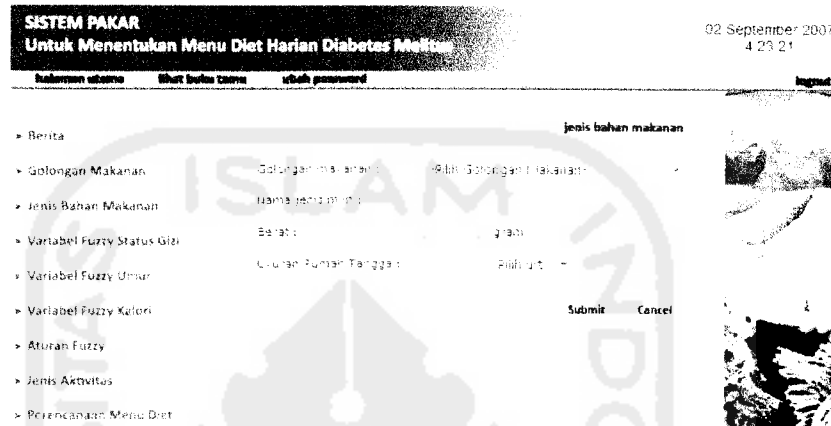 SISTEM PAKAR
Untuk Menentukan Menu Diet Harian Diabetes Melitus
02 September 2007
4:23:21
halaman utama lihat buku tamu ubah password logout
jenis bahan makanan
» Berita
» Golongan Makanan
» Jenis Bahan Makanan
» Variabel Fuzzy Status Gizi
» Variabel Fuzzy Umur
» Variabel Fuzzy Kalori
» Aturan Fuzzy
» Jenis Aktivitas
» Perencanaan Menu Diet
Golongan makanan : -Pilih Golongan Makanan-
Nama jenis
Berat : gram
Ukuran Rumah Tangga : Pilih urt
Submit Cancel
ISLAM